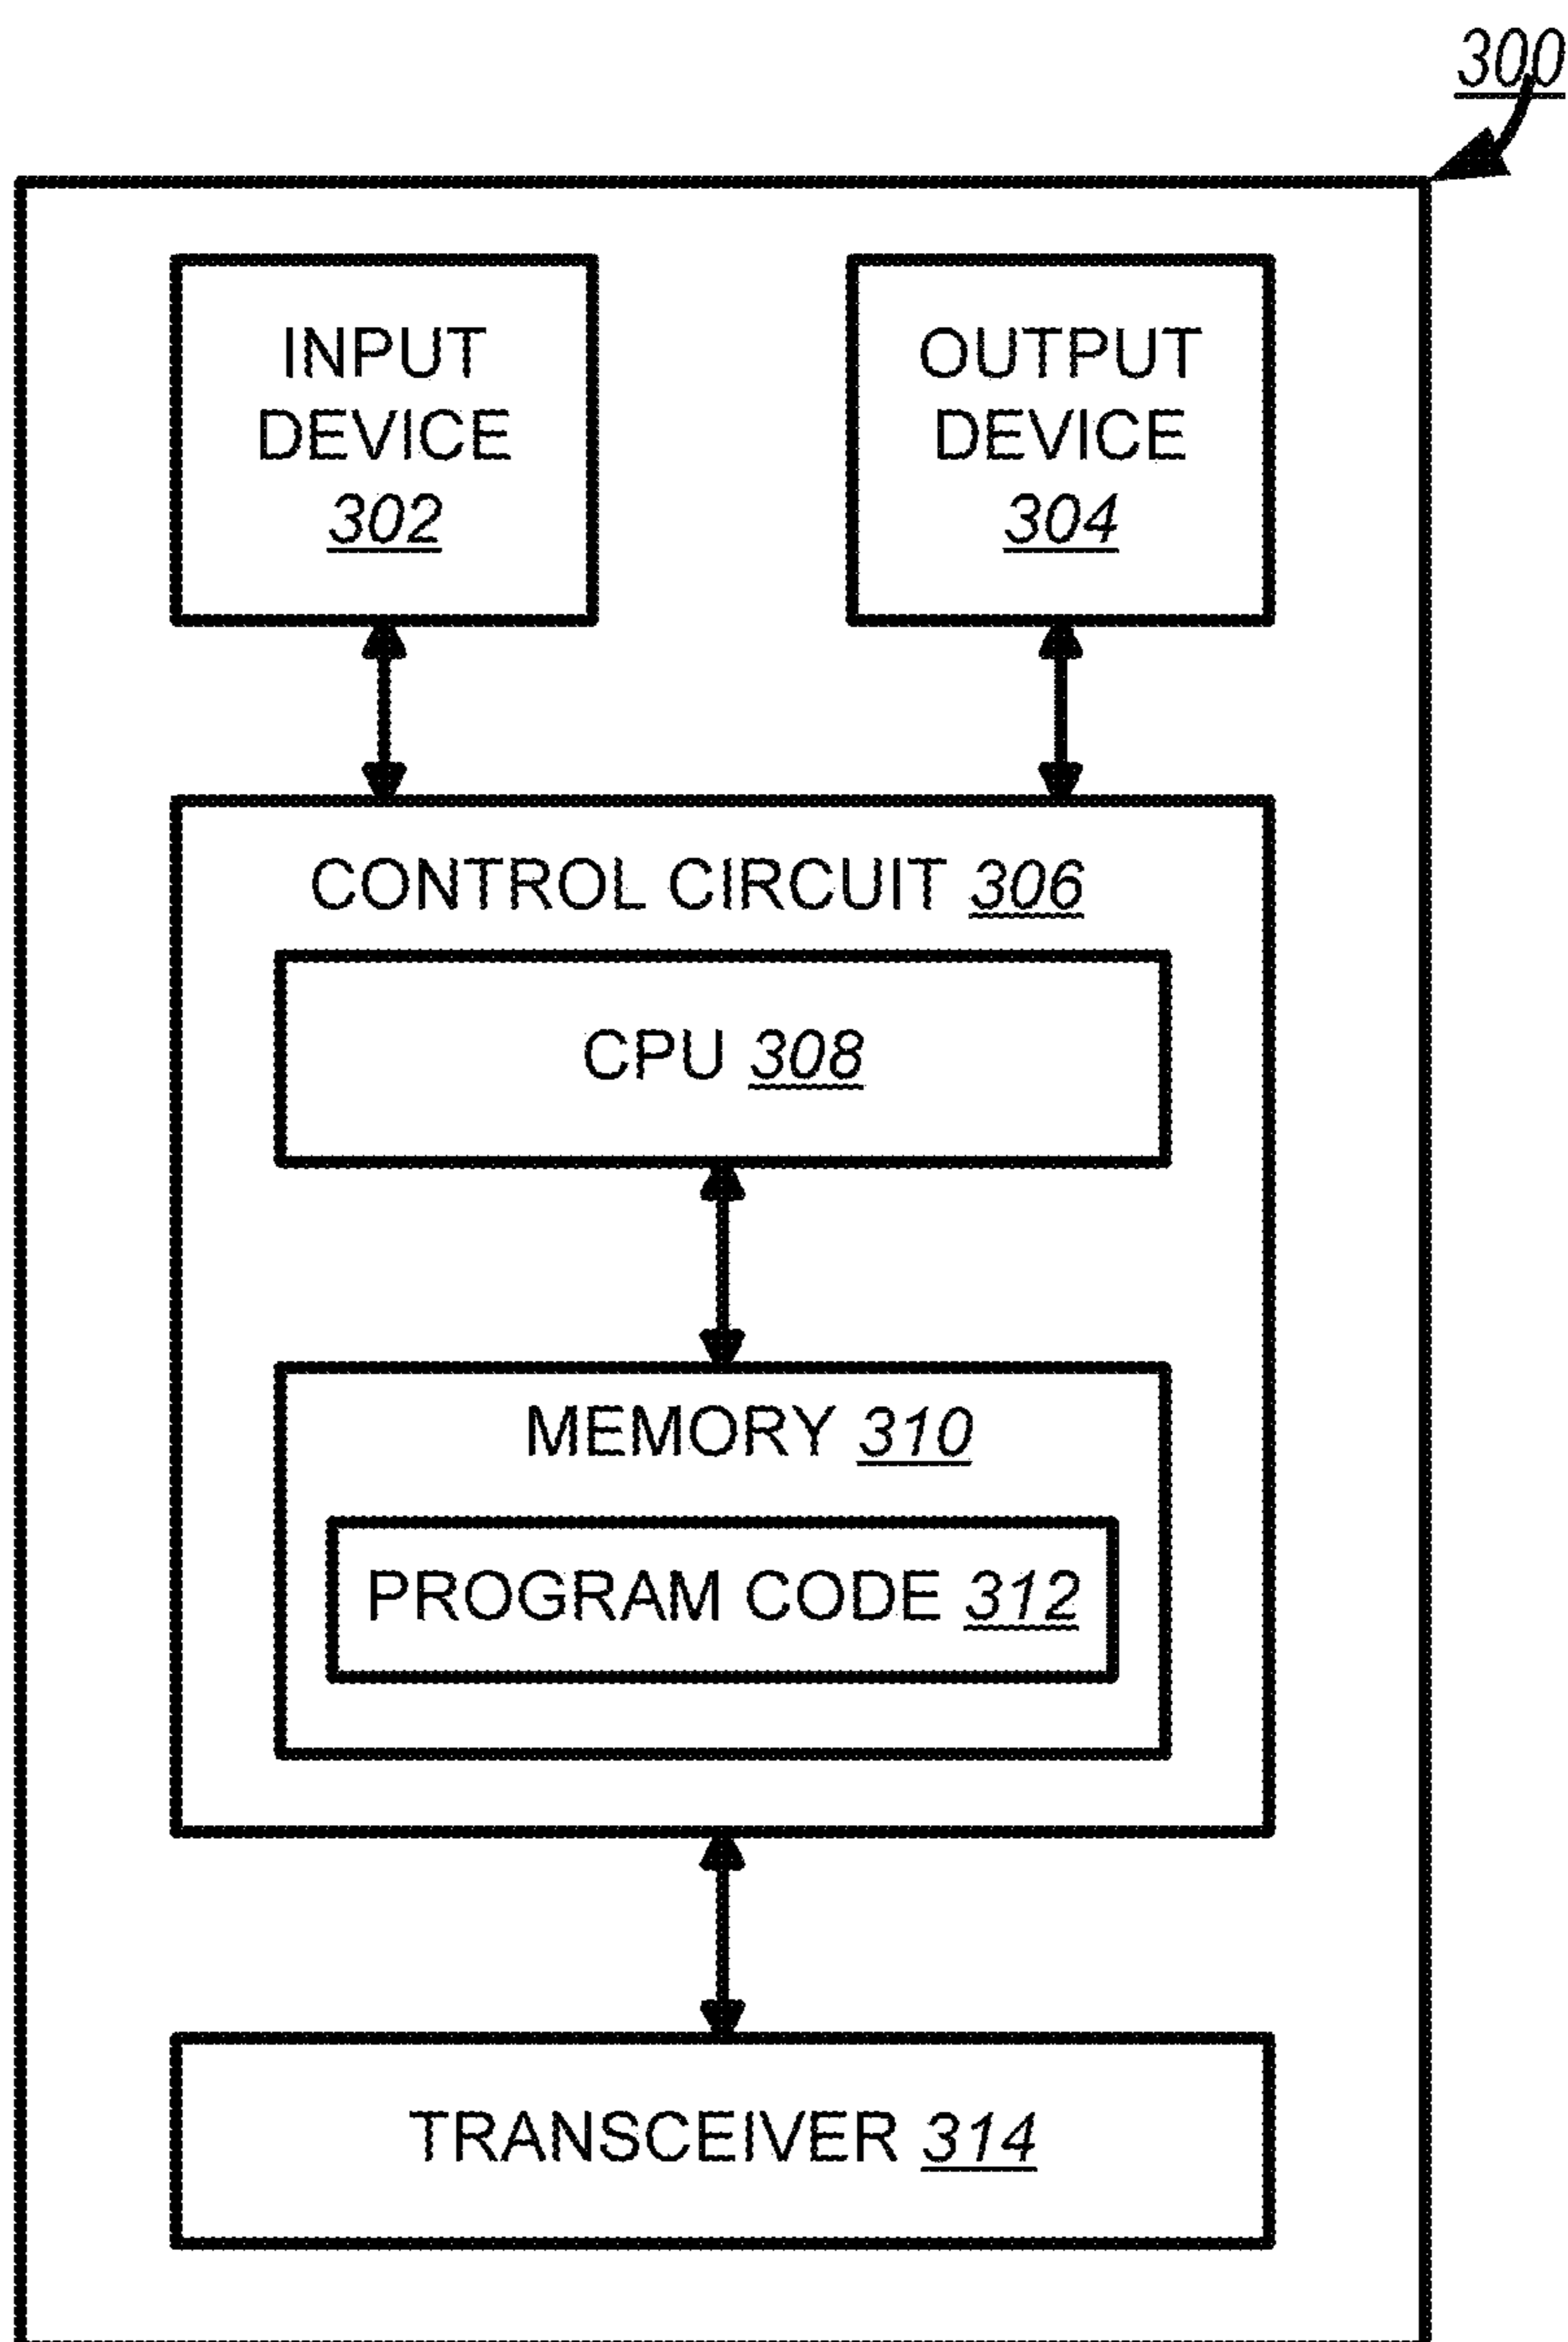 300
INPUT
DEVICE
302
OUTPUT
DEVICE
304
CONTROL CIRCUIT 306
CPU 308
MEMORY 310
PROGRAM CODE 312
TRANSCEIVER 314